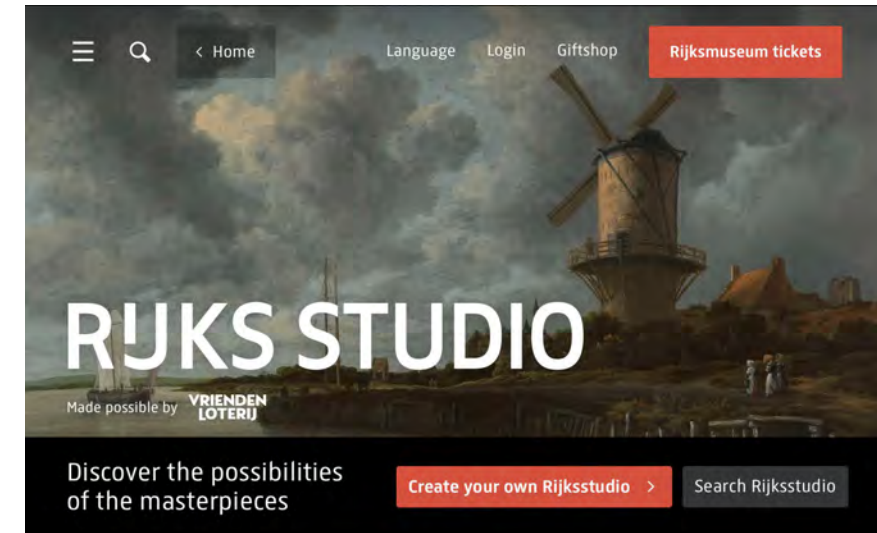 < Home
Language
Login
Giftshop
Rijksmuseum tickets
RIJKS STUDIO
Made possible by VRIENDEN
LOTERIJ
Discover the possibilities
of the masterpieces
Create your own Rijksstudio >
Search Rijksstudio